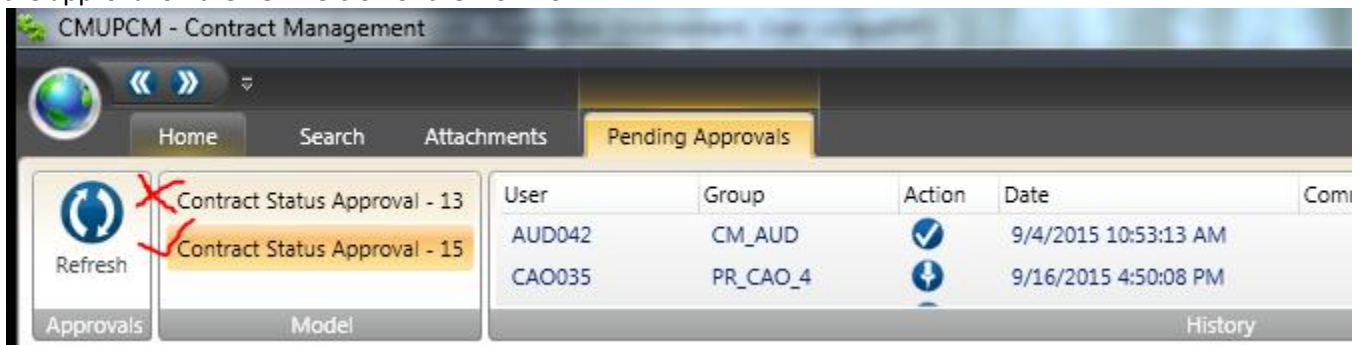 CMUPCM - Contract Management
Home Search Attachments Pending Approvals
Refresh
Contract Status Approval - 13
Contract Status Approval - 15
User Group Action Date
AUD042 CM_AUD 9/4/2015 10:53:13 AM
CAO035 PR_CAO_4 9/16/2015 4:50:08 PM
Approvals Model History